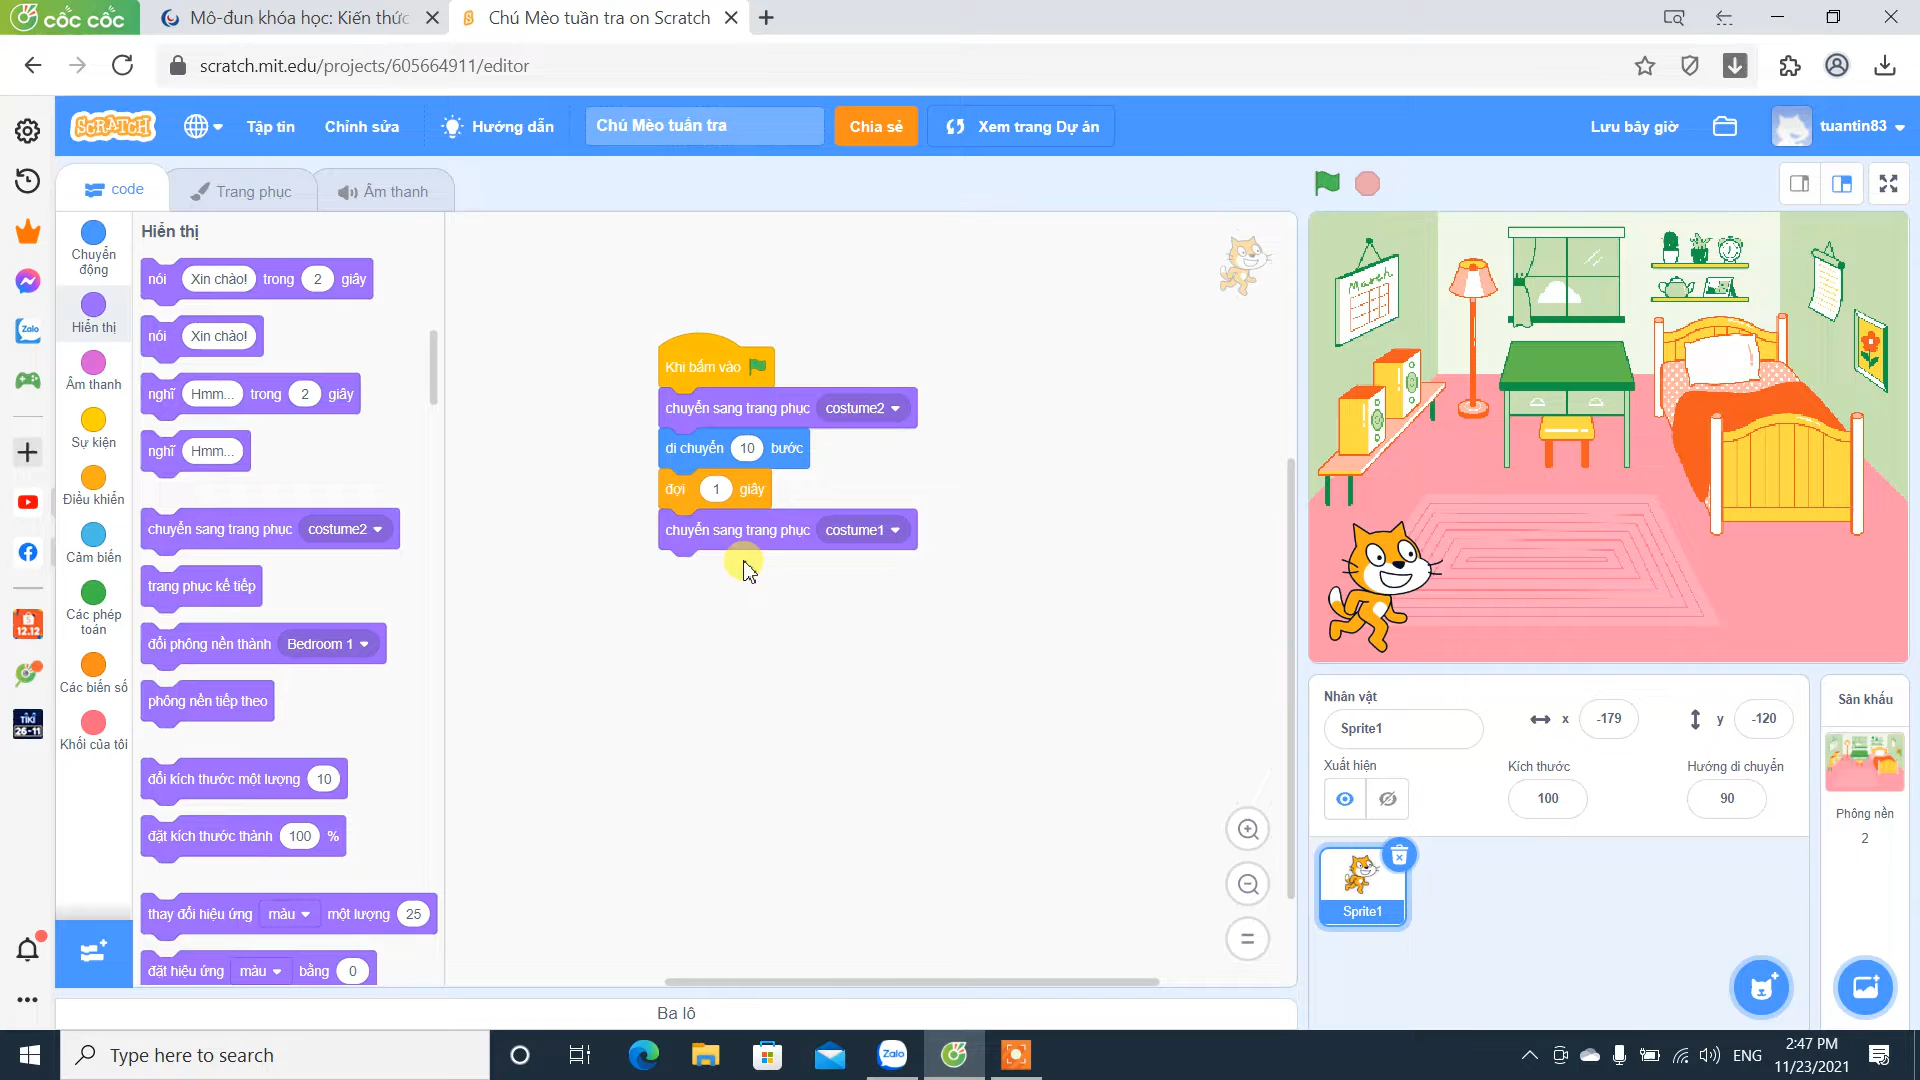 cốc cốc
Mô-đun khóa học: Kiến thức
Chú Mèo tuần tra on Scratch
scratch.mit.edu/projects/605664911/editor
SCRATCH
Tập tin
Chỉnh sửa
Hướng dẫn
Chú Mèo tuần tra
Chia sẻ
Xem trang Dự án
Lưu bây giờ
tuantin83
code
Trang phục
Âm thanh
Chuyển động
Hiển thị
Âm thanh
Sự kiện
Điều khiển
Cảm biến
Các phép toán
Các biến số
Khối của tôi
Hiển thị
nói Xin chào! trong 2 giây
nói Xin chào!
nghĩ Hmm... trong 2 giây
nghĩ Hmm...
chuyển sang trang phục costume2
trang phục kế tiếp
đổi phông nền thành Bedroom 1
phông nền tiếp theo
đổi kích thước một lượng 10
đặt kích thước thành 100 %
thay đổi hiệu ứng màu một lượng 25
đặt hiệu ứng màu bằng 0
Khi bấm vào
chuyển sang trang phục costume2
di chuyển 10 bước
đợi 1 giây
chuyển sang trang phục costume1
March
Nhân vật
Sprite1
x -179
y -120
Xuất hiện
Kích thước
100
Hướng di chuyển
90
Sprite1
Sân khấu
Phông nền
2
Ba lô
Zalo
12.12
TIKI
26-11
Type here to search
Zalo
ENG
2:47 PM
11/23/2021